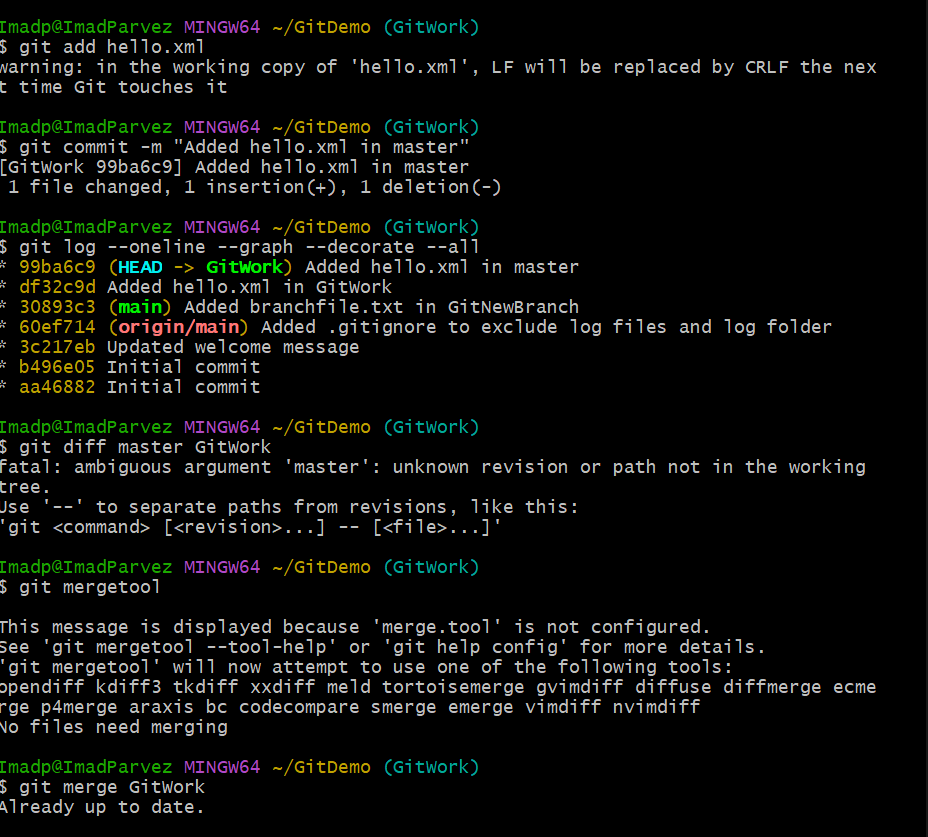 Imadp@ImadParvez MINGW64 ~/GitDemo (GitWork)
$ git add hello.xml
warning: in the working copy of 'hello.xml', LF will be replaced by CRLF the nex
t time Git touches it
Imadp@ImadParvez MINGW64 ~/GitDemo (GitWork)
$ git commit -m "Added hello.xml in master"
[GitWork 99ba6c9] Added hello.xml in master
 1 file changed, 1 insertion(+), 1 deletion(-)
Imadp@ImadParvez MINGW64 ~/GitDemo (GitWork)
$ git log --oneline --graph --decorate --all
* 99ba6c9 (HEAD -> GitWork) Added hello.xml in master
* df32c9d Added hello.xml in GitWork
* 30893c3 (main) Added branchfile.txt in GitNewBranch
* 60ef714 (origin/main) Added .gitignore to exclude log files and log folder
* 3c217eb Updated welcome message
* b496e05 Initial commit
* aa46882 Initial commit
Imadp@ImadParvez MINGW64 ~/GitDemo (GitWork)
$ git diff master GitWork
fatal: ambiguous argument 'master': unknown revision or path not in the working
tree.
Use '--' to separate paths from revisions, like this:
'git <command> [<revision>...] -- [<file>...]'
Imadp@ImadParvez MINGW64 ~/GitDemo (GitWork)
$ git mergetool
This message is displayed because 'merge.tool' is not configured.
See 'git mergetool --tool-help' or 'git help config' for more details.
'git mergetool' will now attempt to use one of the following tools:
opendiff kdiff3 tkdiff xxdiff meld tortoisemerge gvimdiff diffuse diffmerge ecme
rge p4merge araxis bc codecompare smerge emerge vimdiff nvimdiff
No files need merging
Imadp@ImadParvez MINGW64 ~/GitDemo (GitWork)
$ git merge GitWork
Already up to date.